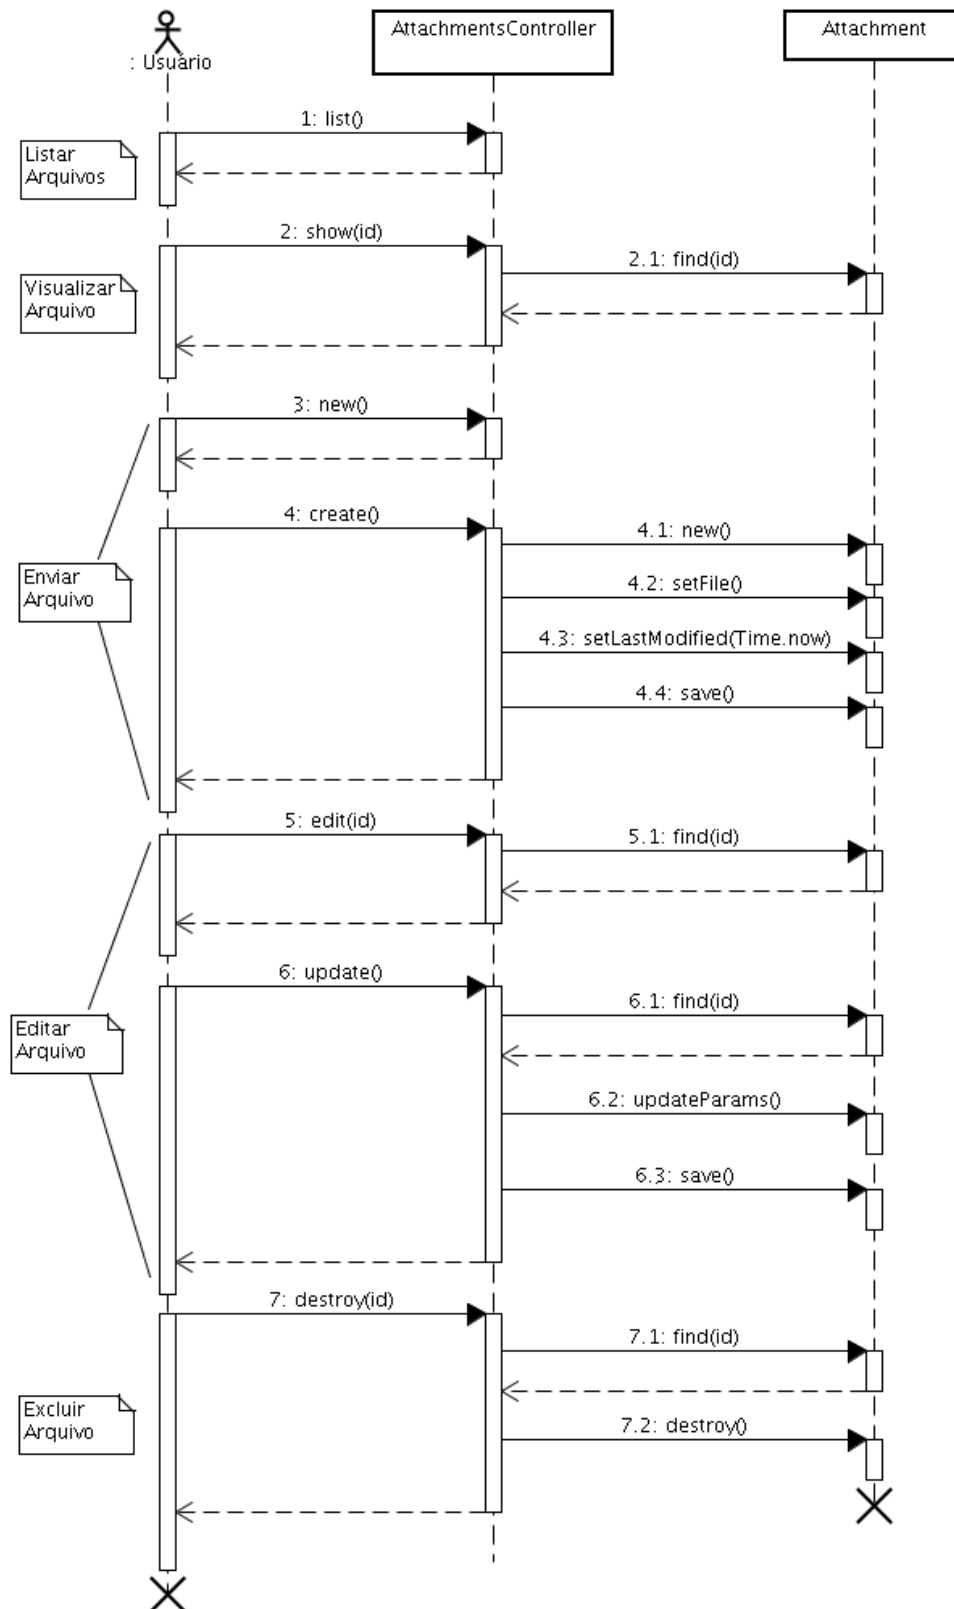 : Usuário
AttachmentsController
Attachment
1: list()
Listar
Arquivos
2: show(id)
2.1: find(id)
Visualizar
Arquivo
3: new()
4: create()
4.1: new()
Enviar
Arquivo
4.2: setFile()
4.3: setLastModified(Time.now)
4.4: save()
5: edit(id)
5.1: find(id)
6: update()
6.1: find(id)
Editar
Arquivo
6.2: updateParams()
6.3: save()
7: destroy(id)
7.1: find(id)
Excluir
Arquivo
7.2: destroy()